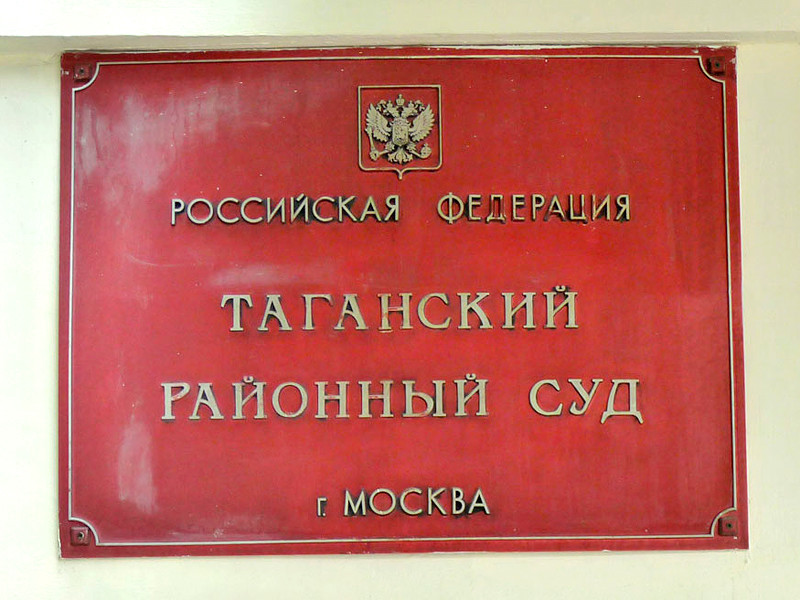 РОССИЙСКАЯ ФЕДЕРАЦИЯ
ТАГАНСКИЙ
РАЙОННЫЙ СУД
г. МОСКВА